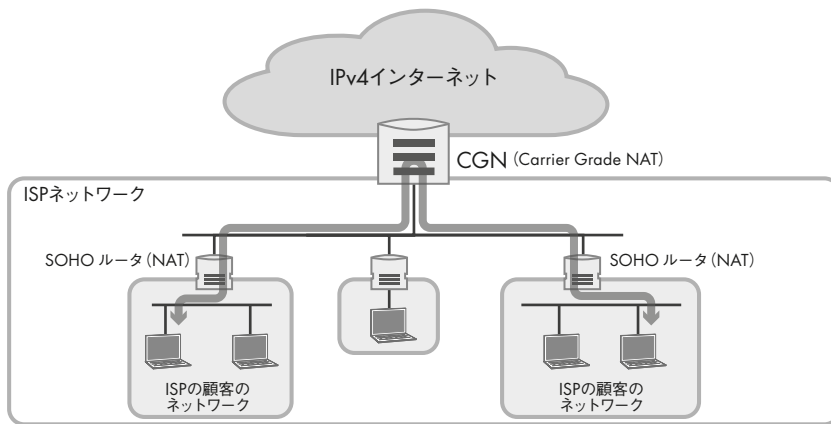 IPv4インターネット
CGN (Carrier Grade NAT)
ISPネットワーク
SOHO ルータ(NAT)
SOHO ルータ(NAT)
ISPの顧客の
ネットワーク
ISPの顧客の
ネットワーク